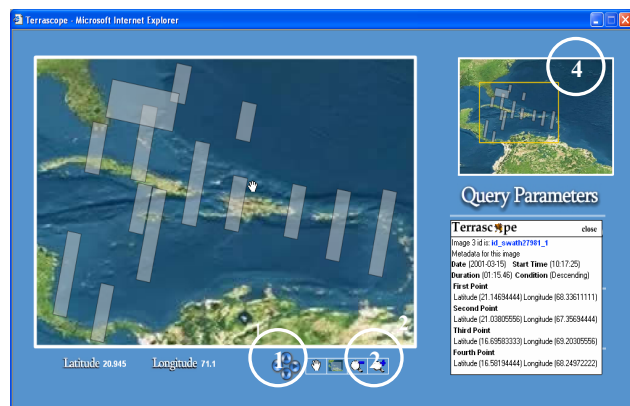 Terrascope - Microsoft Internet Explorer
4
Query Parameters
Terrascope close
Image 3 id is: id_swath27981_1
Metadata for this image
Date (2001-03-15) Start Time (10:17:25)
Duration (01:15.46) Condition (Descending)
First Point
Latitude (21.14694444) Longitude (68.33611111)
Second Point
Latitude (21.03805556) Longitude (67.35694444)
Third Point
Latitude (16.69583333) Longitude (69.20305556)
Fourth Point
Latitude (16.58194444) Longitude (68.24972222)
Latitude 20.945 Longitude 71.1
1
2